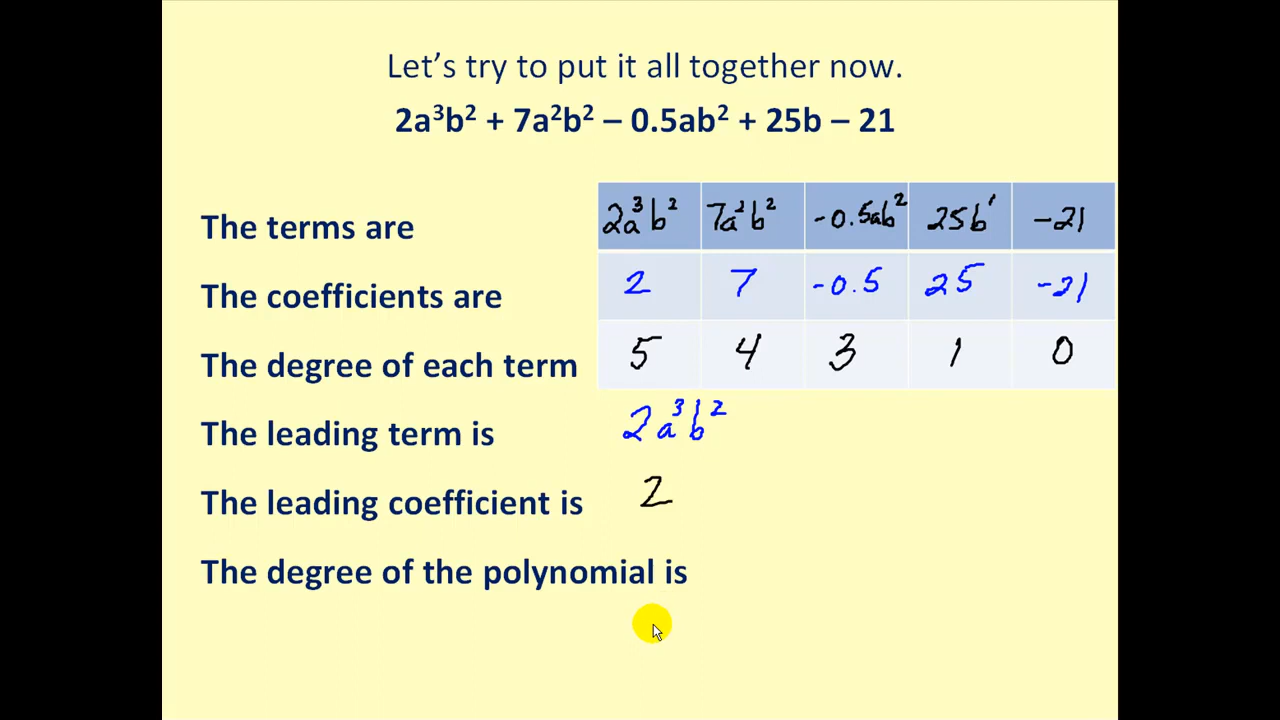 Let's try to put it all together now.
2a³b² + 7a²b² – 0.5ab² + 25b – 21
The terms are 2a³b² 7a²b² -0.5ab² 25b¹ -21
The coefficients are 2 7 -0.5 25 -21
The degree of each term 5 4 3 1 0
The leading term is 2a³b²
The leading coefficient is 2
The degree of the polynomial is